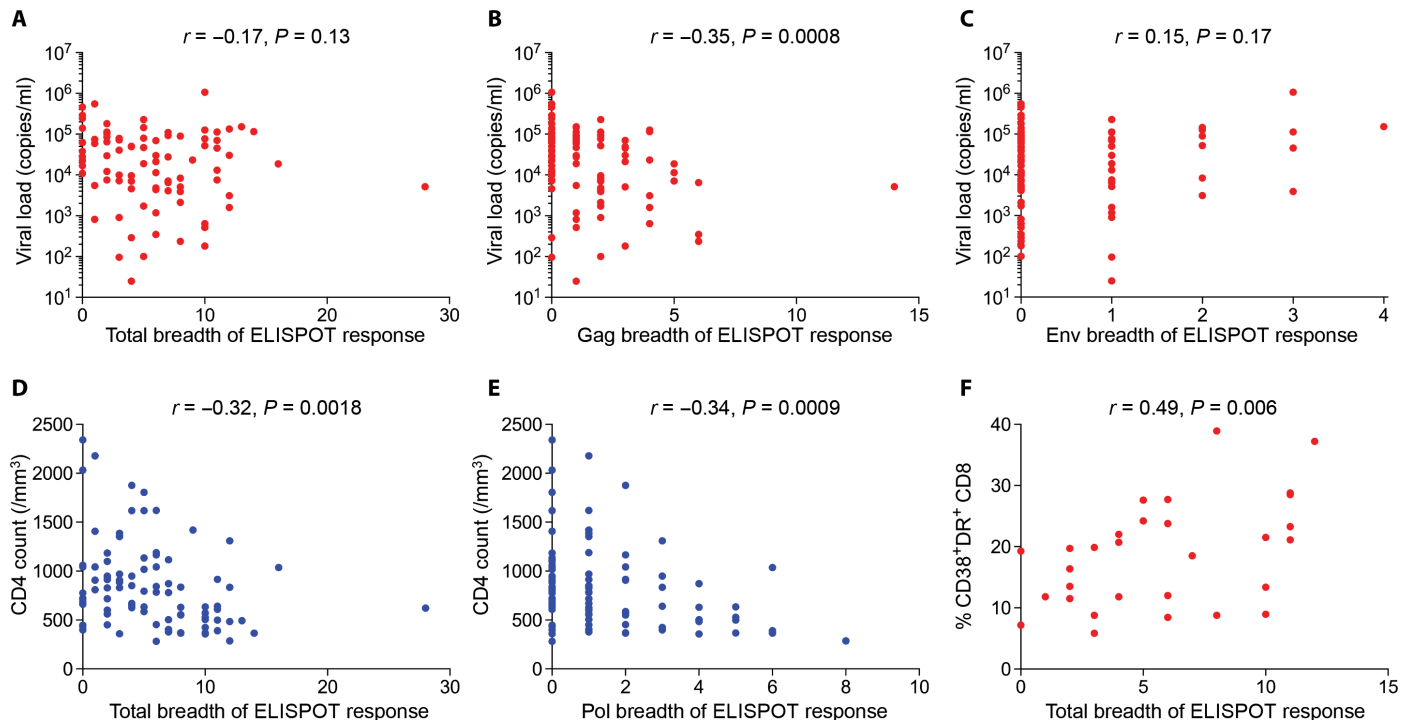 A
r = −0.17, P = 0.13
Viral load (copies/ml)
10⁷
10⁶
10⁵
10⁴
10³
10²
10¹
0 10 20 30
Total breadth of ELISPOT response
B
r = −0.35, P = 0.0008
Viral load (copies/ml)
10⁷
10⁶
10⁵
10⁴
10³
10²
10¹
0 5 10 15
Gag breadth of ELISPOT response
C
r = 0.15, P = 0.17
Viral load (copies/ml)
10⁷
10⁶
10⁵
10⁴
10³
10²
10¹
0 1 2 3 4
Env breadth of ELISPOT response
D
r = −0.32, P = 0.0018
CD4 count (/mm³)
2500
2000
1500
1000
500
0
0 10 20 30
Total breadth of ELISPOT response
E
r = −0.34, P = 0.0009
CD4 count (/mm³)
2500
2000
1500
1000
500
0
0 2 4 6 8 10
Pol breadth of ELISPOT response
F
r = 0.49, P = 0.006
% CD38⁺DR⁺ CD8
40
30
20
10
0
0 5 10 15
Total breadth of ELISPOT response